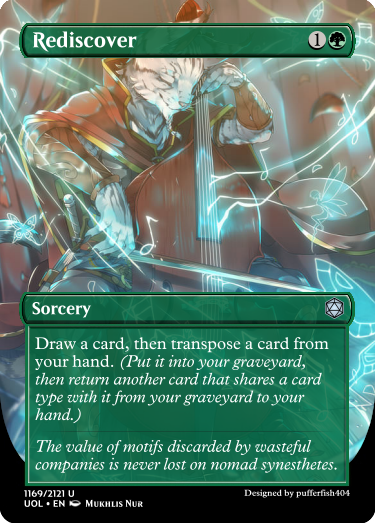 Rediscover 1
Sorcery
Draw a card, then transpose a card from
your hand. (Put it into your graveyard,
then return another card that shares a card
type with it from your graveyard to your
hand.)
The value of motifs discarded by wasteful
companies is never lost on nomad synesthetes.
1169/2121 U
Designed by pufferfish404
UOL • EN Mukhlis Nur